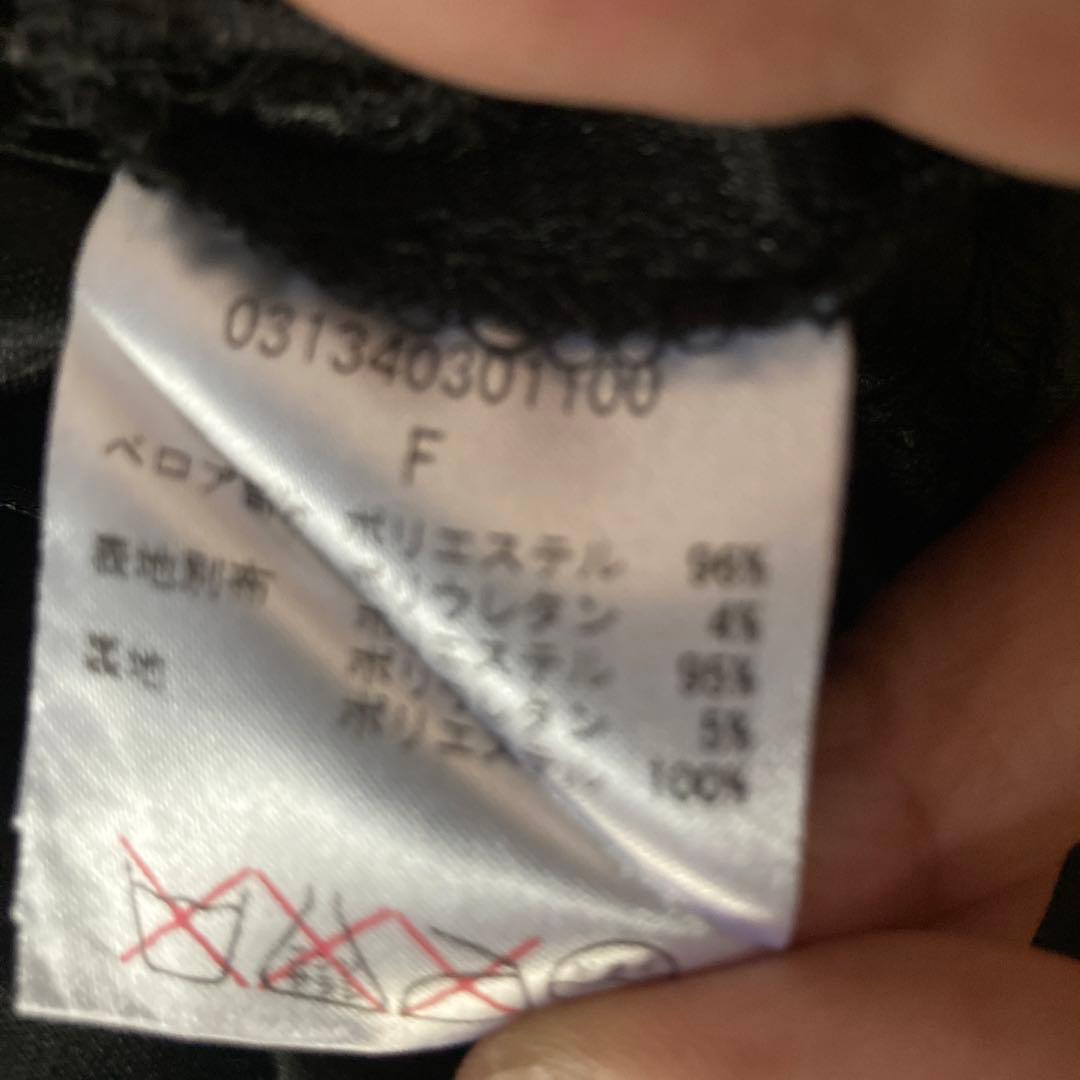 031340301100
F
ベロア部分 ポリエステル 96%
ポリウレタン 4%
表地別布 ポリエステル 95%
ポリウレタン 5%
裏地 ポリエステル 100%